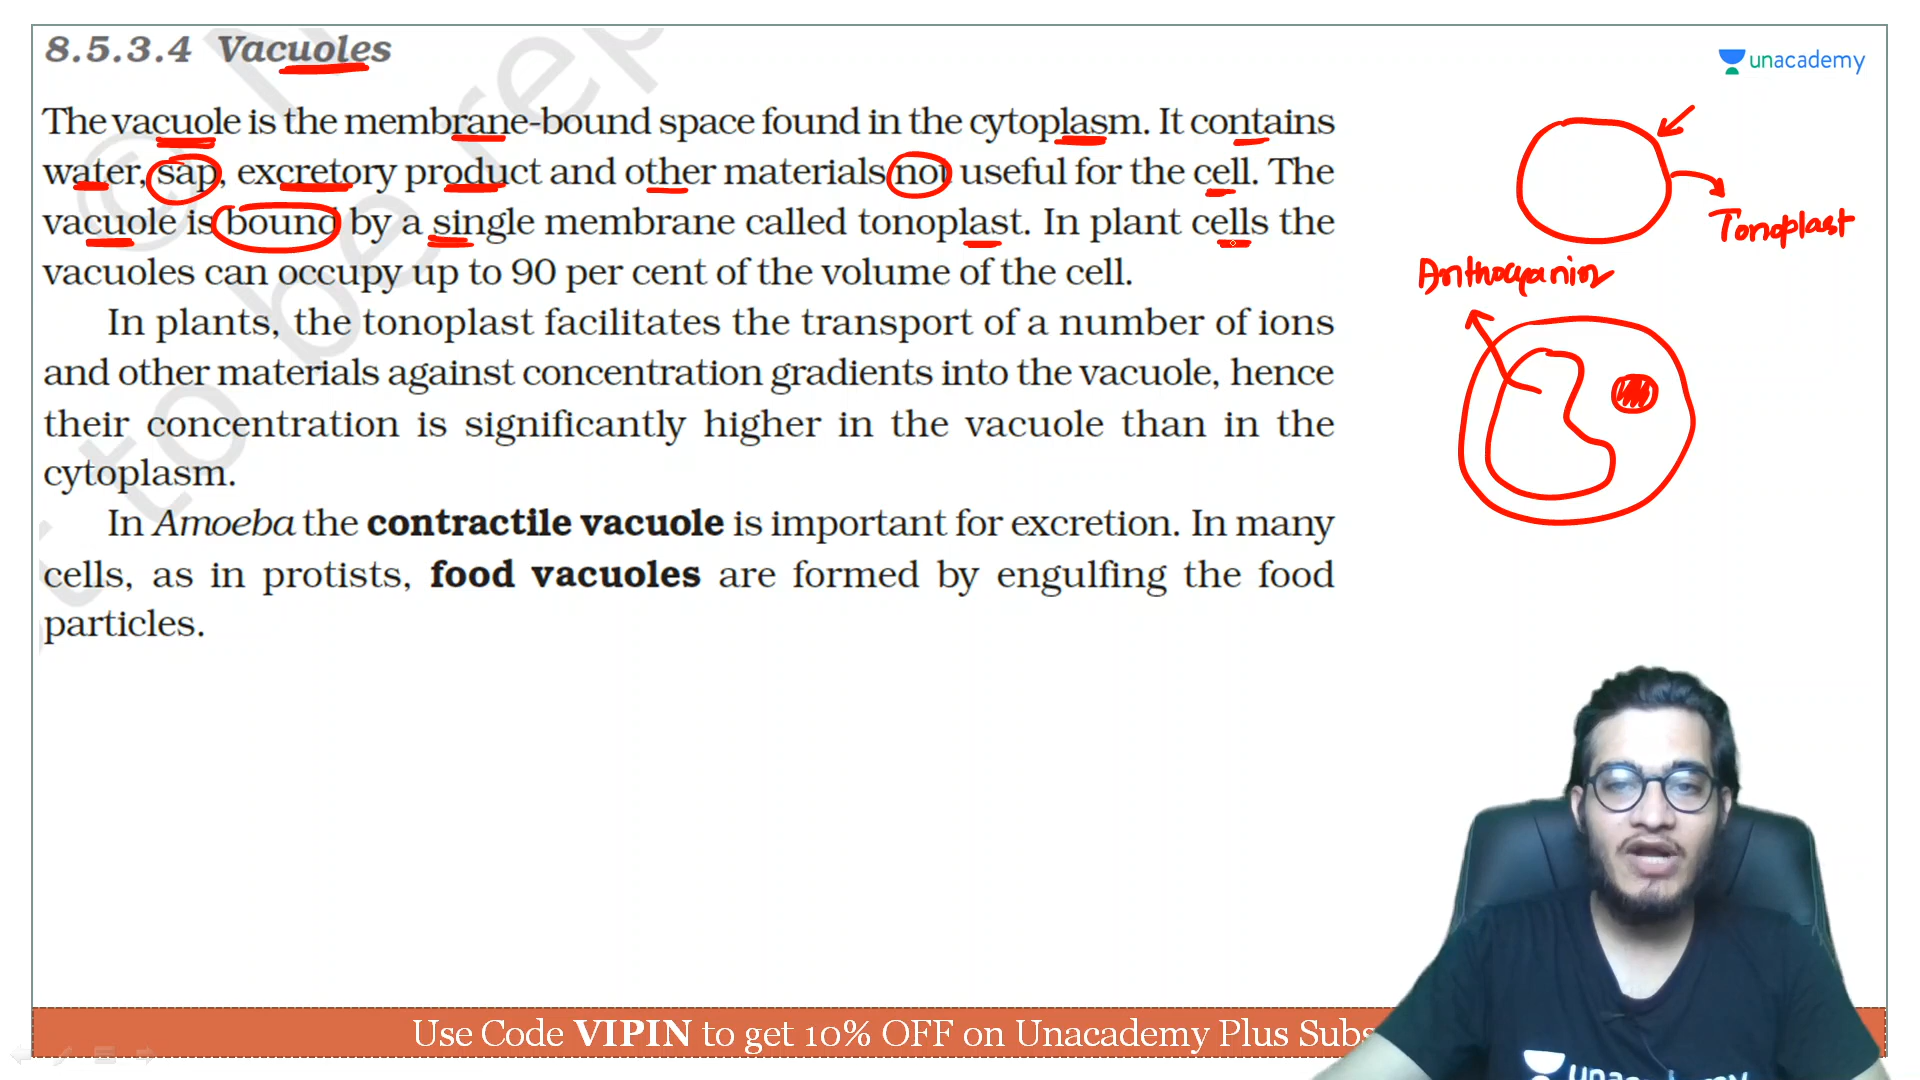 8.5.3.4 Vacuoles
unacademy
The vacuole is the membrane-bound space found in the cytoplasm. It contains
water, sap, excretory product and other materials not useful for the cell. The
vacuole is bound by a single membrane called tonoplast. In plant cells the
vacuoles can occupy up to 90 per cent of the volume of the cell.
In plants, the tonoplast facilitates the transport of a number of ions
and other materials against concentration gradients into the vacuole, hence
their concentration is significantly higher in the vacuole than in the
cytoplasm.
In Amoeba the contractile vacuole is important for excretion. In many
cells, as in protists, food vacuoles are formed by engulfing the food
particles.
Tonoplast
Anthocyanin
Use Code VIPIN to get 10% OFF on Unacademy Plus Subs